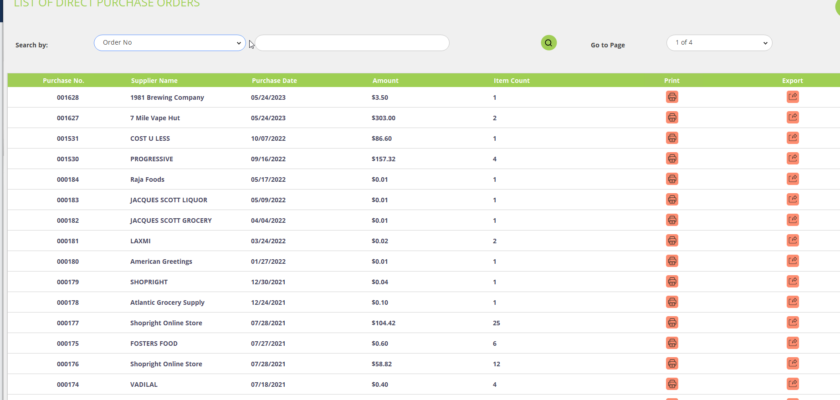 LIST OF DIRECT PURCHASE ORDERS
Search by: Order No Go to Page 1 of 4
Purchase No. Supplier Name Purchase Date Amount Item Count Print Export
001628 1981 Brewing Company 05/24/2023 $3.50 1
001627 7 Mile Vape Hut 05/24/2023 $303.00 2
001531 COST U LESS 10/07/2022 $86.60 1
001530 PROGRESSIVE 09/16/2022 $157.32 4
000184 Raja Foods 05/17/2022 $0.01 1
000183 JACQUES SCOTT LIQUOR 05/09/2022 $0.01 1
000182 JACQUES SCOTT GROCERY 04/04/2022 $0.01 1
000181 LAXMI 03/24/2022 $0.02 2
000180 American Greetings 01/27/2022 $0.01 1
000179 SHOPRIGHT 12/30/2021 $0.04 1
000178 Atlantic Grocery Supply 12/24/2021 $0.10 1
000177 Shopright Online Store 07/28/2021 $104.42 25
000175 FOSTERS FOOD 07/27/2021 $0.60 6
000176 Shopright Online Store 07/28/2021 $58.82 12
000174 VADILAL 07/18/2021 $0.40 4